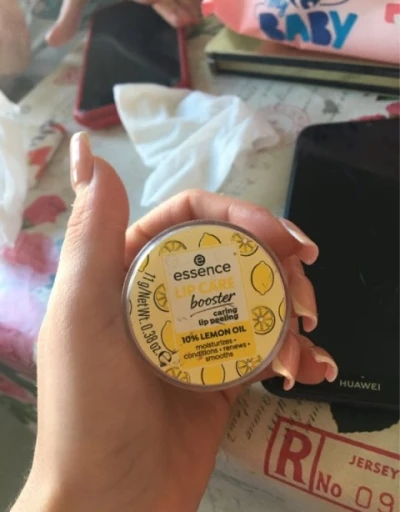 BABY
essence
LIP CARE
booster
caring
lip peeling
10% LEMON OIL
moisturizes •
conditions • renews •
smooths
11g/Net Wt. 0.38 oz. e
HUAWEI
R
JERSEY
No 09